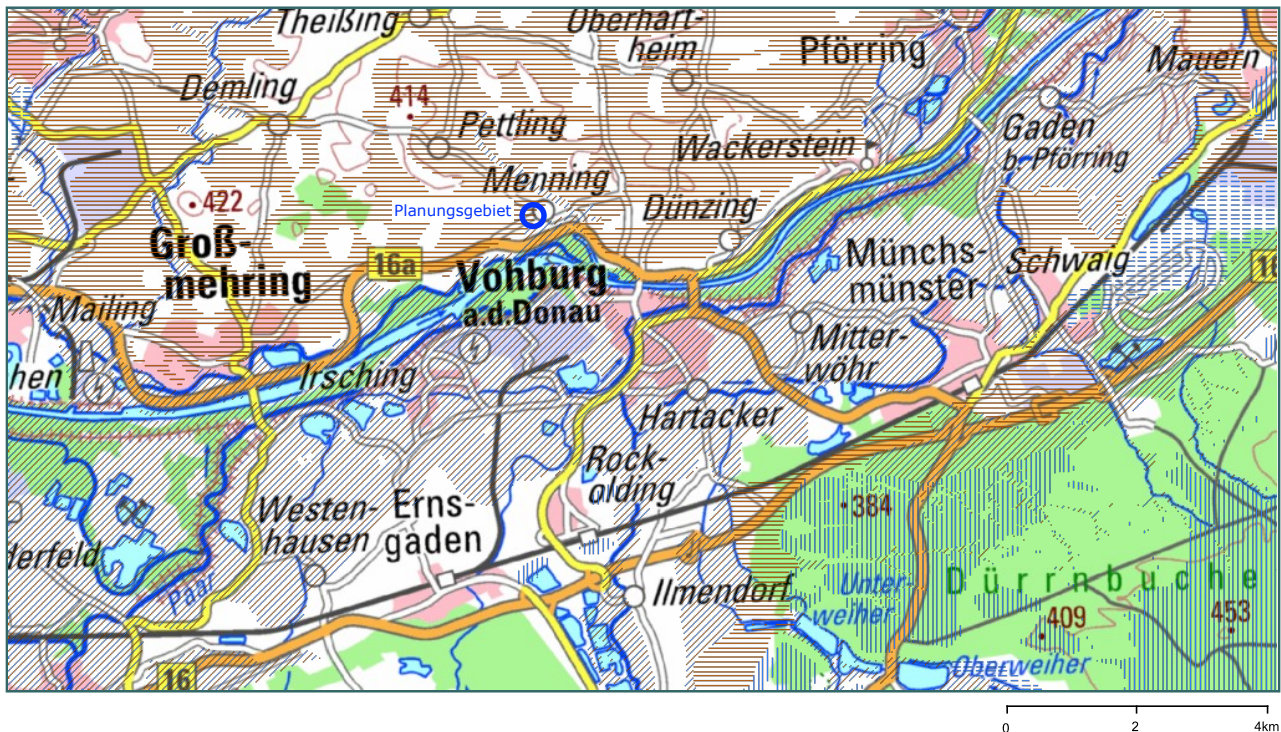 Theißing
Oberhart-
heim
Pförring
Mauern
Demling
414
Pettling
Wackerstein
Gaden
b. Pförring
Menning
422
Planungsgebiet
Dünzing
Groß-
mehring
16a
Vohburg
a.d.Donau
Münchs-
münster
Schwaig
16
Mailing
Mitter-
wöhr
hen
Irsching
Hartacker
Rock-
olding
384
Westen-
hausen
Erns-
gaden
erfeld
Paar
Ilmendorf
Unter-
weiher
Dürrnbuche
409
453
Oberweiher
16
0
2
4km